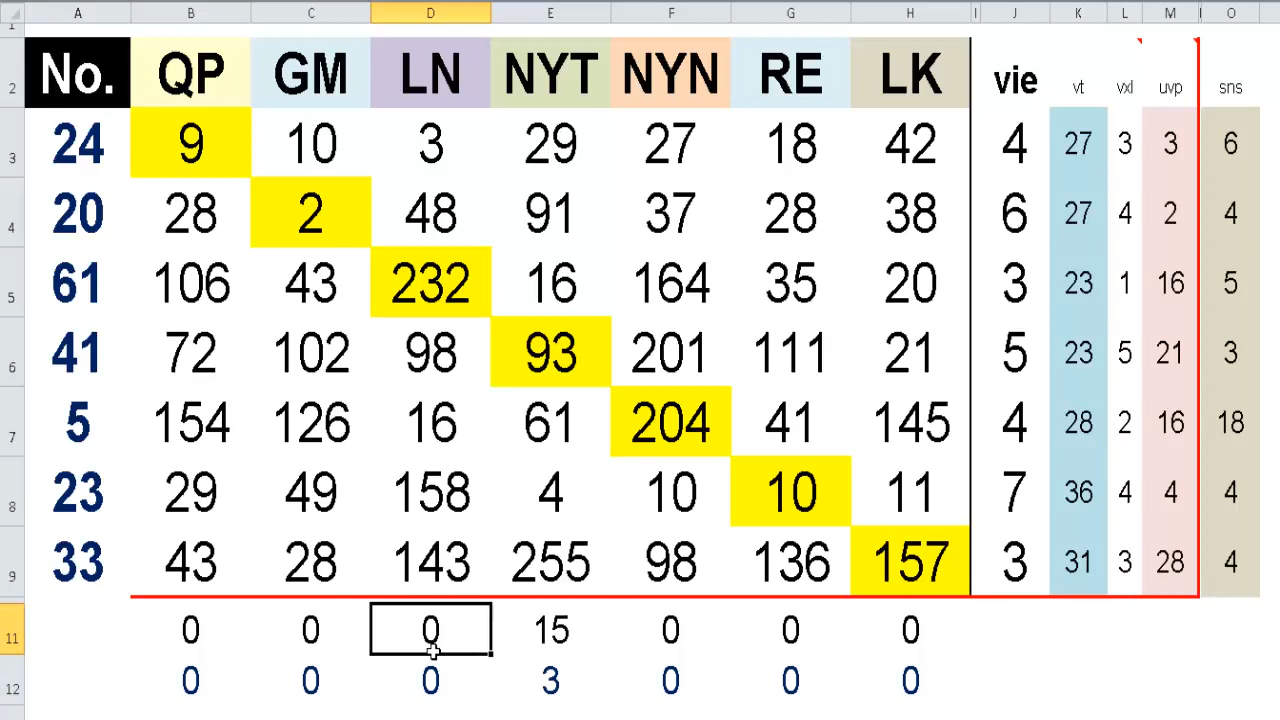 A B C D E F G H I J K L M O
1
2 No. QP GM LN NYT NYN RE LK vie vt vxl uvp sns
3 24 9 10 3 29 27 18 42 4 27 3 3 6
4 20 28 2 48 91 37 28 38 6 27 4 2 4
5 61 106 43 232 16 164 35 20 3 23 1 16 5
6 41 72 102 98 93 201 111 21 5 23 5 21 3
7 5 154 126 16 61 204 41 145 4 28 2 16 18
8 23 29 49 158 4 10 10 11 7 36 4 4 4
9 33 43 28 143 255 98 136 157 3 31 3 28 4
11 0 0 0 15 0 0 0
12 0 0 0 3 0 0 0